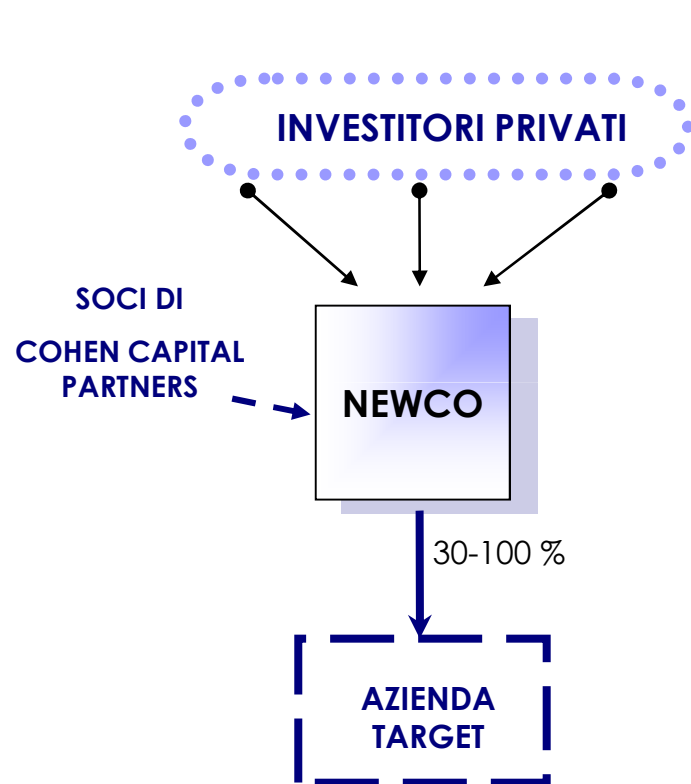 INVESTITORI PRIVATI
SOCI DI
COHEN CAPITAL
PARTNERS
NEWCO
30-100 %
AZIENDA
TARGET